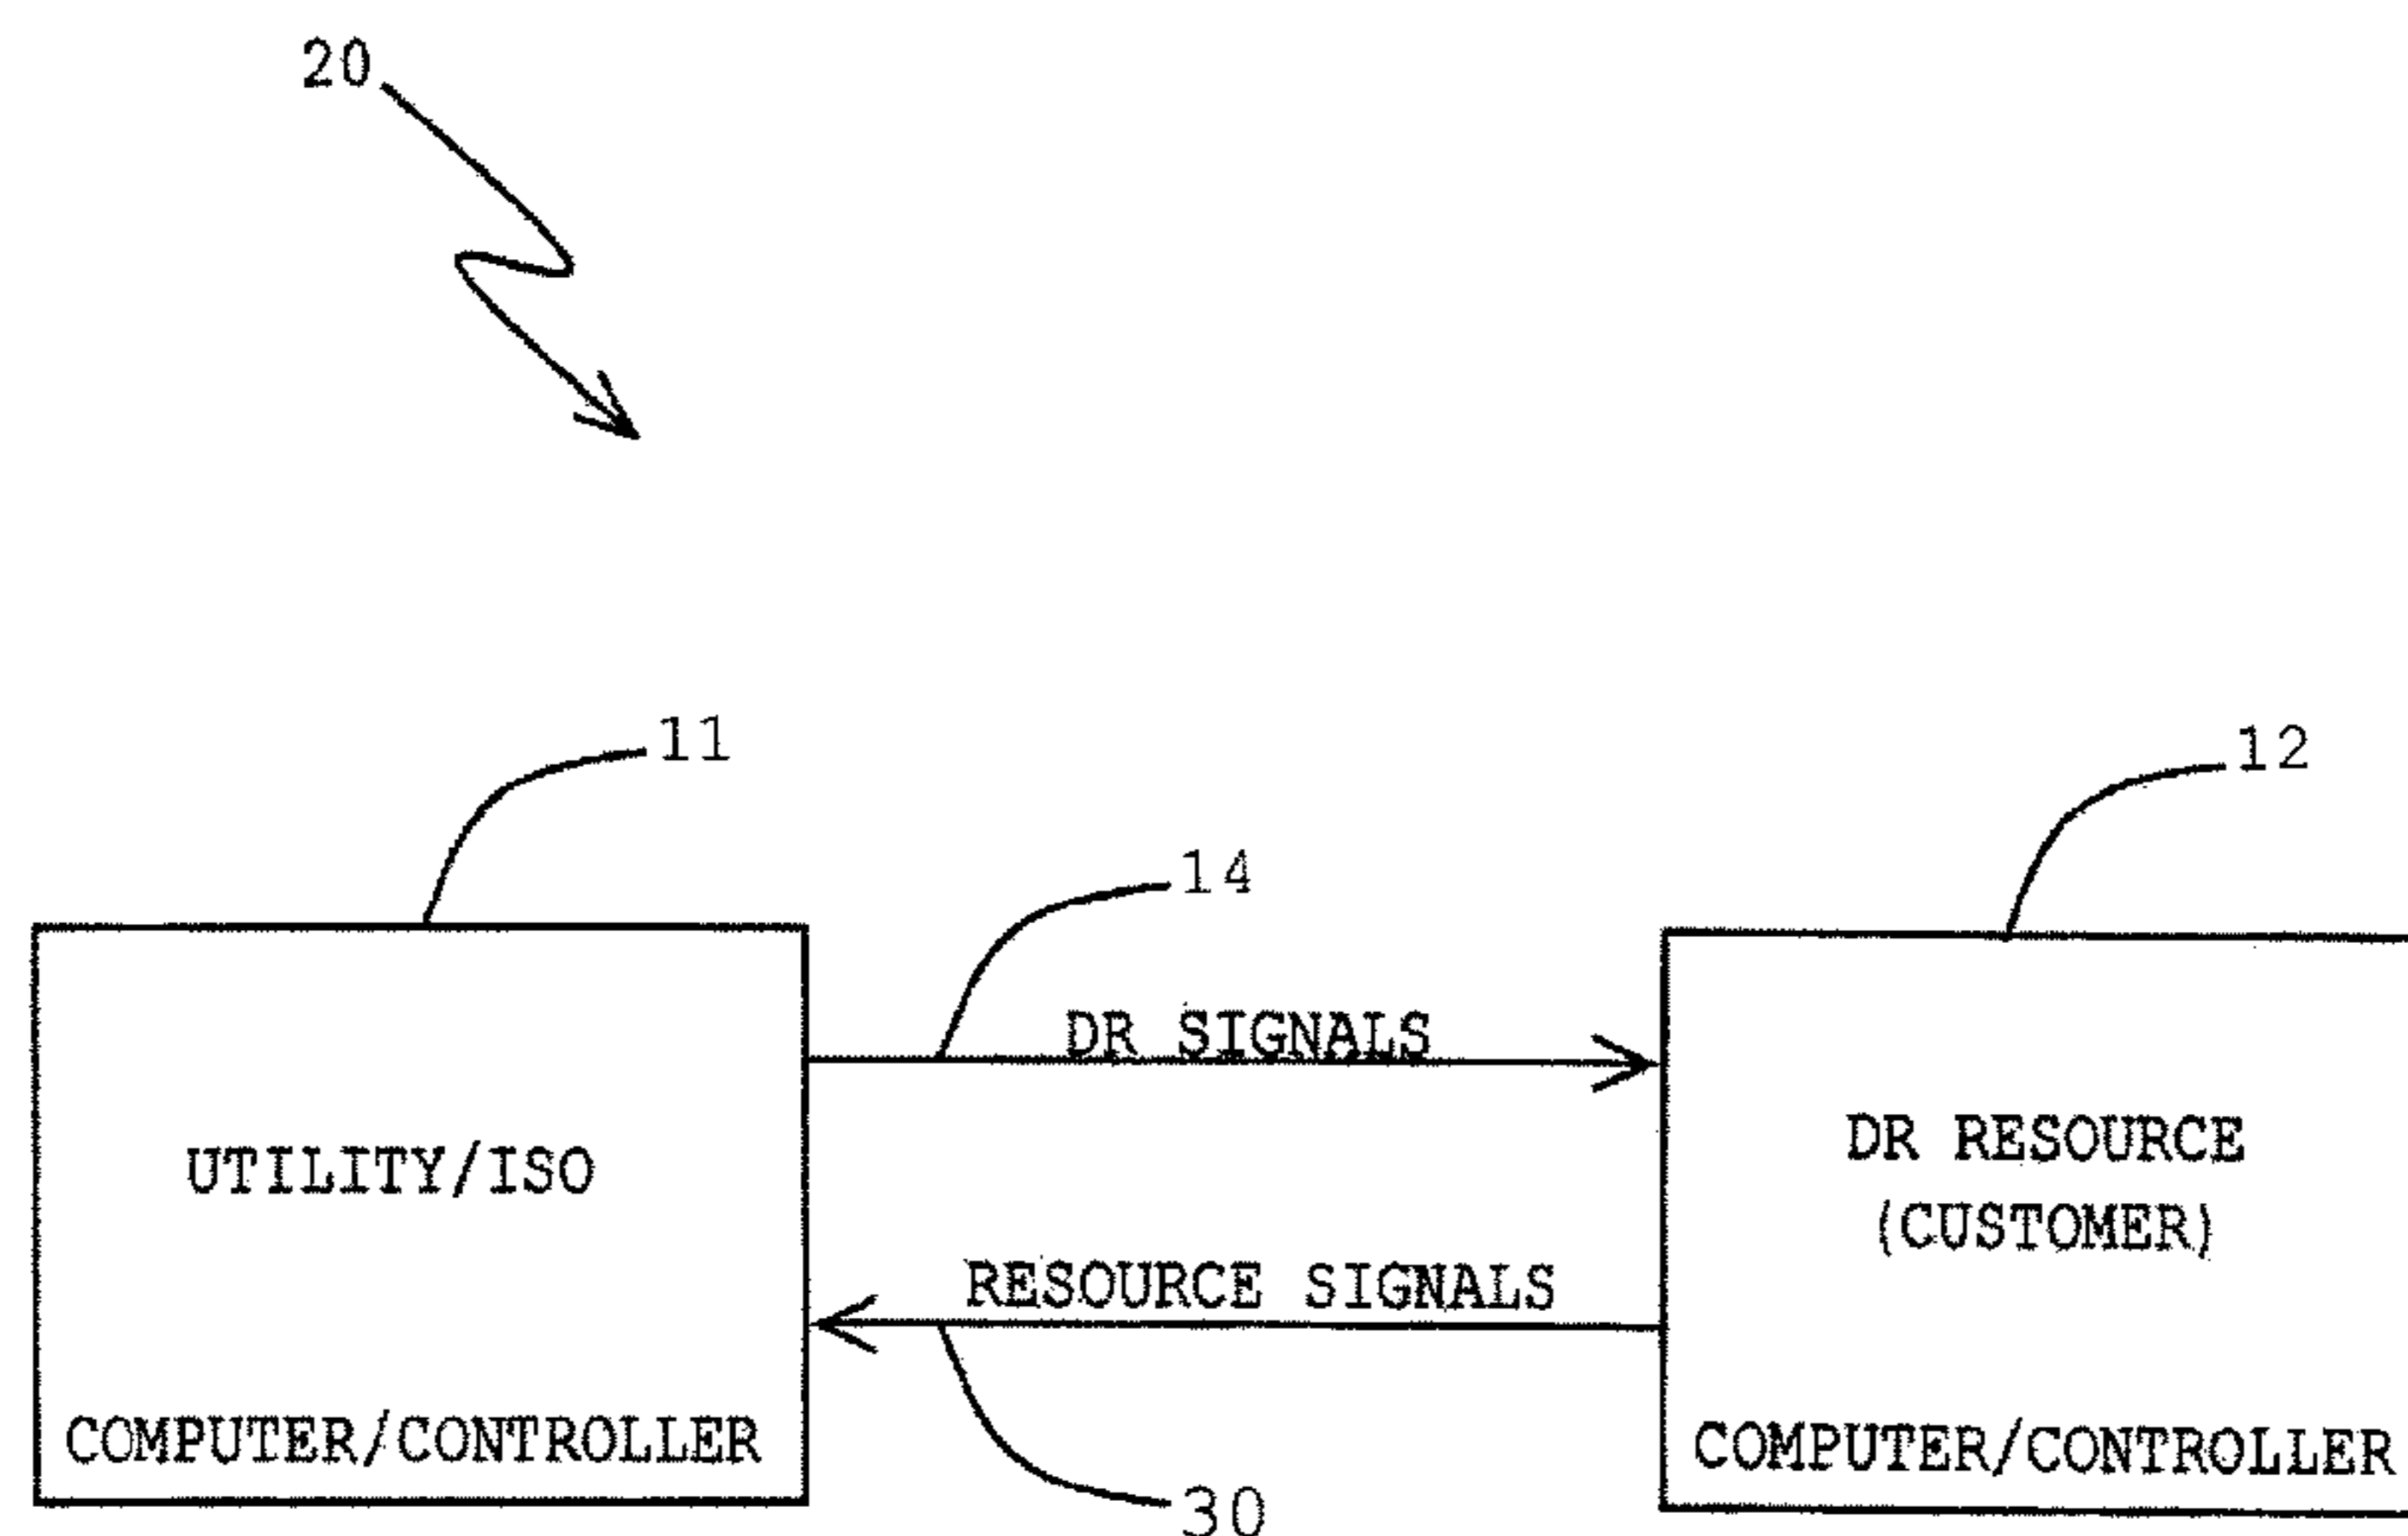 20
11
12
14
DR SIGNALS
UTILITY/ISO
DR RESOURCE
(CUSTOMER)
RESOURCE SIGNALS
COMPUTER/CONTROLLER
COMPUTER/CONTROLLER
30